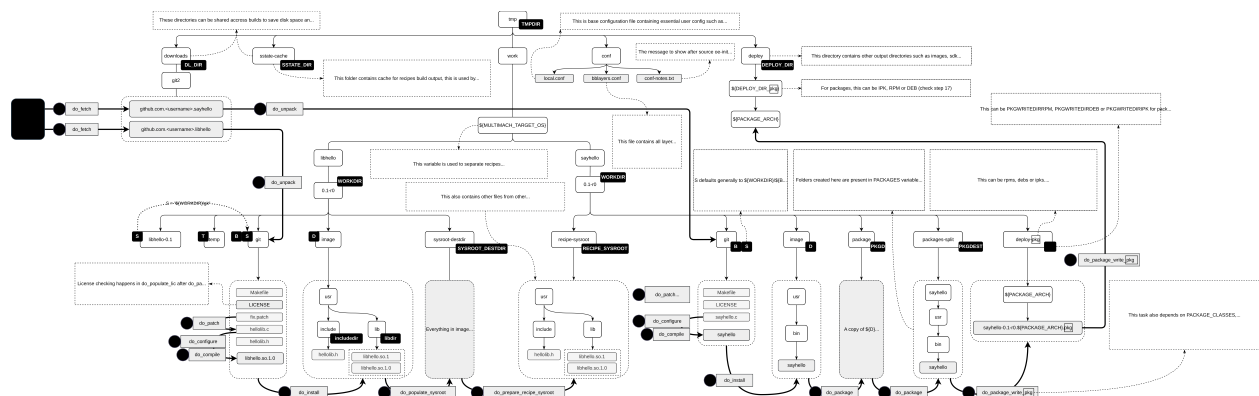 tmp
TMPDIR
These directories can be shared accross builds to save disk space an...
This is base configuration file containing essential user config such as...
downloads
DL_DIR
sstate-cache
SSTATE_DIR
work
conf
The message to show after source oe-init...
deploy
DEPLOY_DIR
This directory contains other output directories such as images, sdk...
git2
This folder contains cache for recipes build output, this is used by...
local.conf
bblayers.conf
conf-notes.txt
${DEPLOY_DIR_pkg}
For packages, this can be IPK, RPM or DEB (check step 17)
do_fetch
github.com.<username>.sayhello
do_unpack
This can be PKGWRITEDIRRPM, PKGWRITEDIRDEB or PKGWRITEDIRIPK for pack...
do_fetch
github.com.<username>.libhello
${MULTIMACH_TARGET_OS}
${PACKAGE_ARCH}
This file contains all layer...
libhello
This variable is used to separate recipes...
sayhello
do_unpack
0.1-r0
WORKDIR
0.1-r0
WORKDIR
This also contains other files from other...
S defaults generally to ${WORKDIR}/${B...
Folders created here are present in PACKAGES variable...
This can be rpms, debs or ipks....
S = ${WORKDIR}/git
S
libhello-0.1
T
temp
B
S
git
D
image
sysroot-destdir
SYSROOT_DESTDIR
recipe-sysroot
RECIPE_SYSROOT
git
B
S
image
D
package
PKGD
packages-split
PKGDEST
deploy-pkg
do_package_write_pkg
License checking happens in do_populate_lic after do_pa...
Makefile
LICENSE
fix.patch
hellolib.c
hellolib.h
libhello.so.1.0
do_patch
do_configure
do_compile
usr
include
includedir
lib
libdir
hellolib.h
libhello.so.1
libhello.so.1.0
Everything in image...
usr
include
lib
hellolib.h
libhello.so.1
libhello.so.1.0
do_patch...
do_configure
do_compile
Makefile
LICENSE
sayhello.c
sayhello
usr
bin
sayhello
A copy of ${D}...
sayhello
usr
bin
sayhello
${PACKAGE_ARCH}
sayhello-0.1-r0.${PACKAGE_ARCH}.pkg
This task also depends on PACKAGE_CLASSES,...
do_install
do_populate_sysroot
do_prepare_recipe_sysroot
do_install
do_package
do_package
do_package_write_pkg